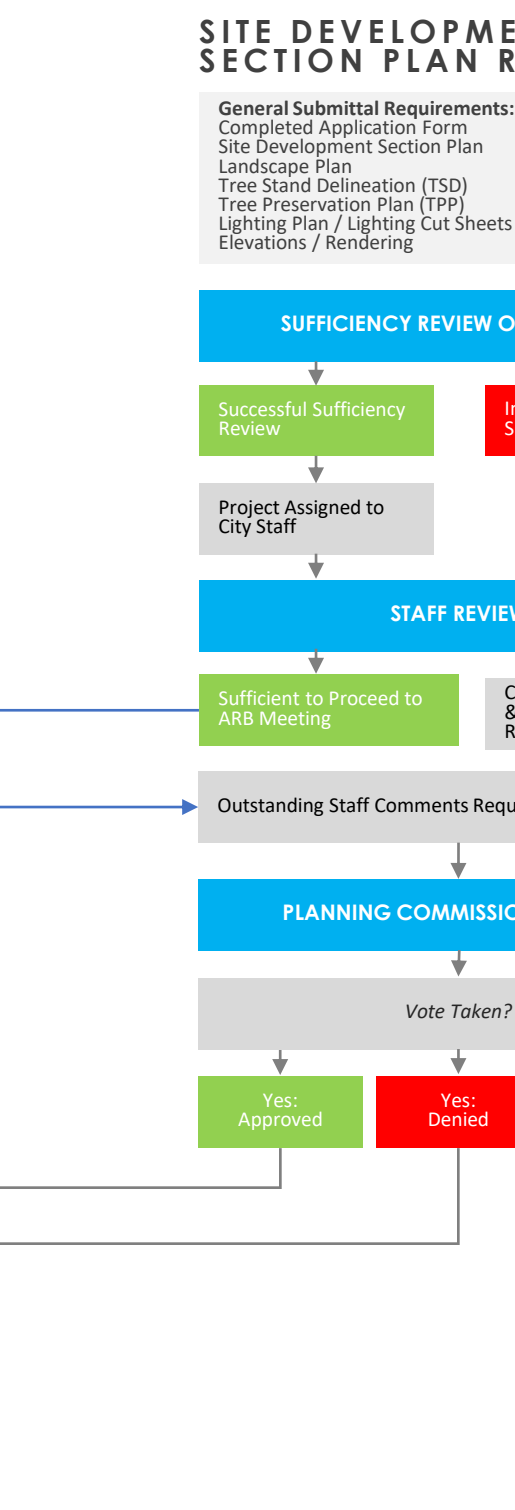 SITE DEVELOPME
SECTION PLAN R
General Submittal Requirements:
Completed Application Form
Site Development Section Plan
Landscape Plan
Tree Stand Delineation (TSD)
Tree Preservation Plan (TPP)
Lighting Plan / Lighting Cut Sheets
Elevations / Rendering
SUFFICIENCY REVIEW O
Successful Sufficiency
Review
In
S
Project Assigned to
City Staff
STAFF REVIEW
Sufficient to Proceed to
ARB Meeting
C
&
R
Outstanding Staff Comments Requ
PLANNING COMMISSIO
Vote Taken?
Yes:
Approved
Yes:
Denied